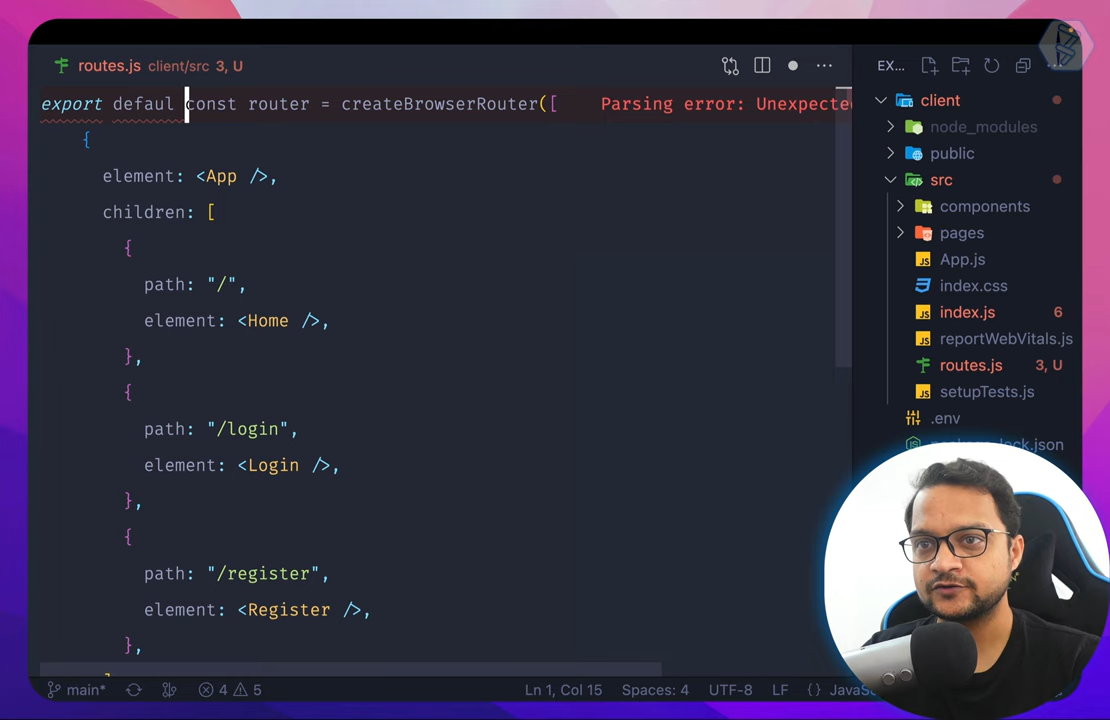 routes.js client/src 3, U
export defaul const router = createBrowserRouter([ Parsing error: Unexpecte
{
element: <App />,
children: [
{
path: "/",
element: <Home />,
},
{
path: "/login",
element: <Login />,
},
{
path: "/register",
element: <Register />,
},
EX...
client
node_modules
public
src
components
pages
App.js
index.css
index.js 6
reportWebVitals.js
routes.js 3, U
setupTests.js
.env
main* 4 5 Ln 1, Col 15 Spaces: 4 UTF-8 LF {} JavaS